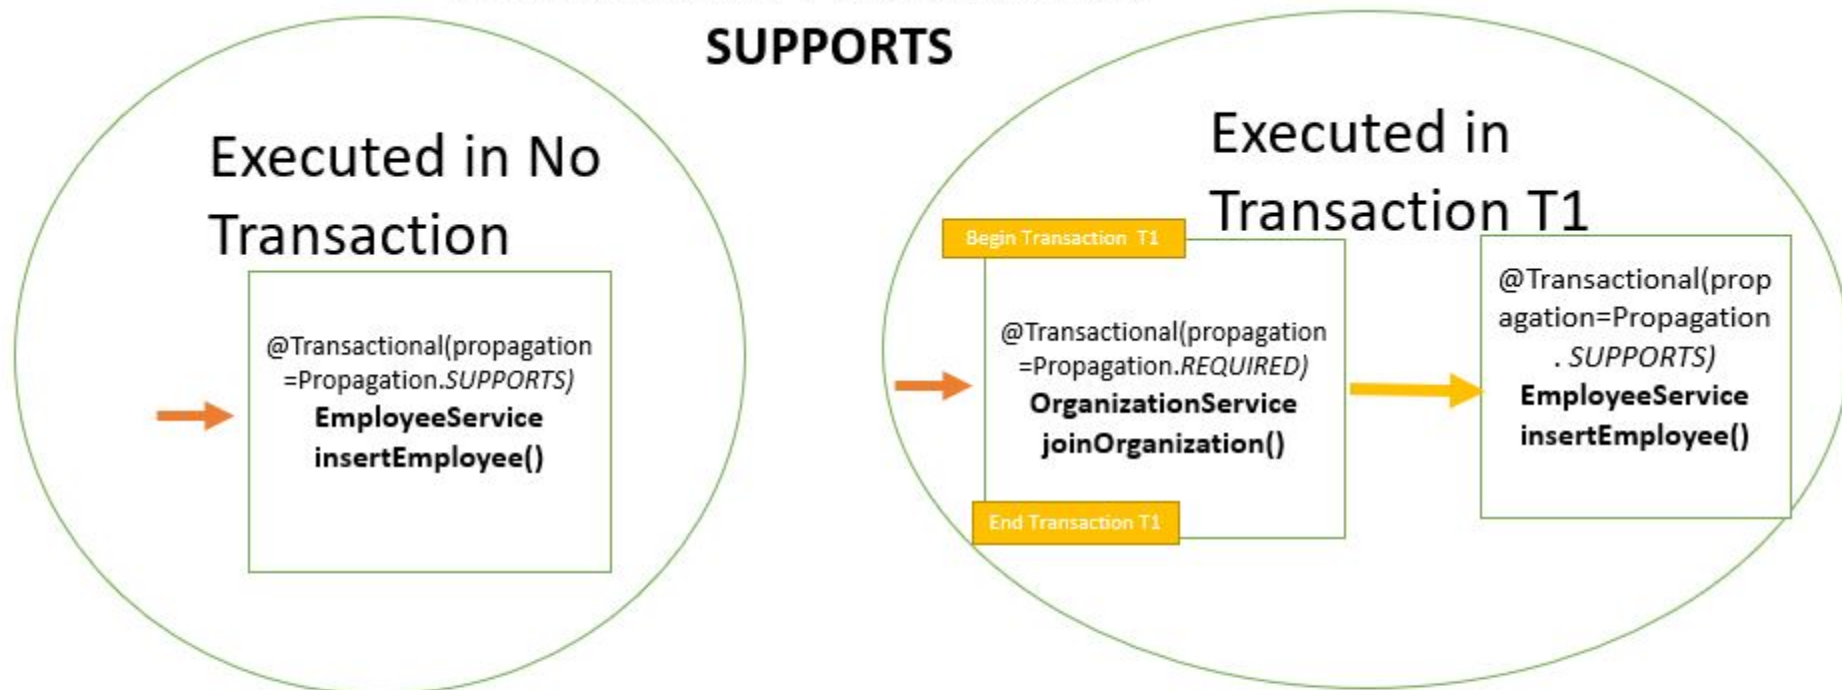 SUPPORTS
Executed in No
Transaction
@Transactional(propagation
=Propagation.SUPPORTS)
EmployeeService
insertEmployee()
Executed in
Transaction T1
Begin Transaction T1
@Transactional(propagation
=Propagation.REQUIRED)
OrganizationService
joinOrganization()
End Transaction T1
@Transactional(prop
agation=Propagation
. SUPPORTS)
EmployeeService
insertEmployee()